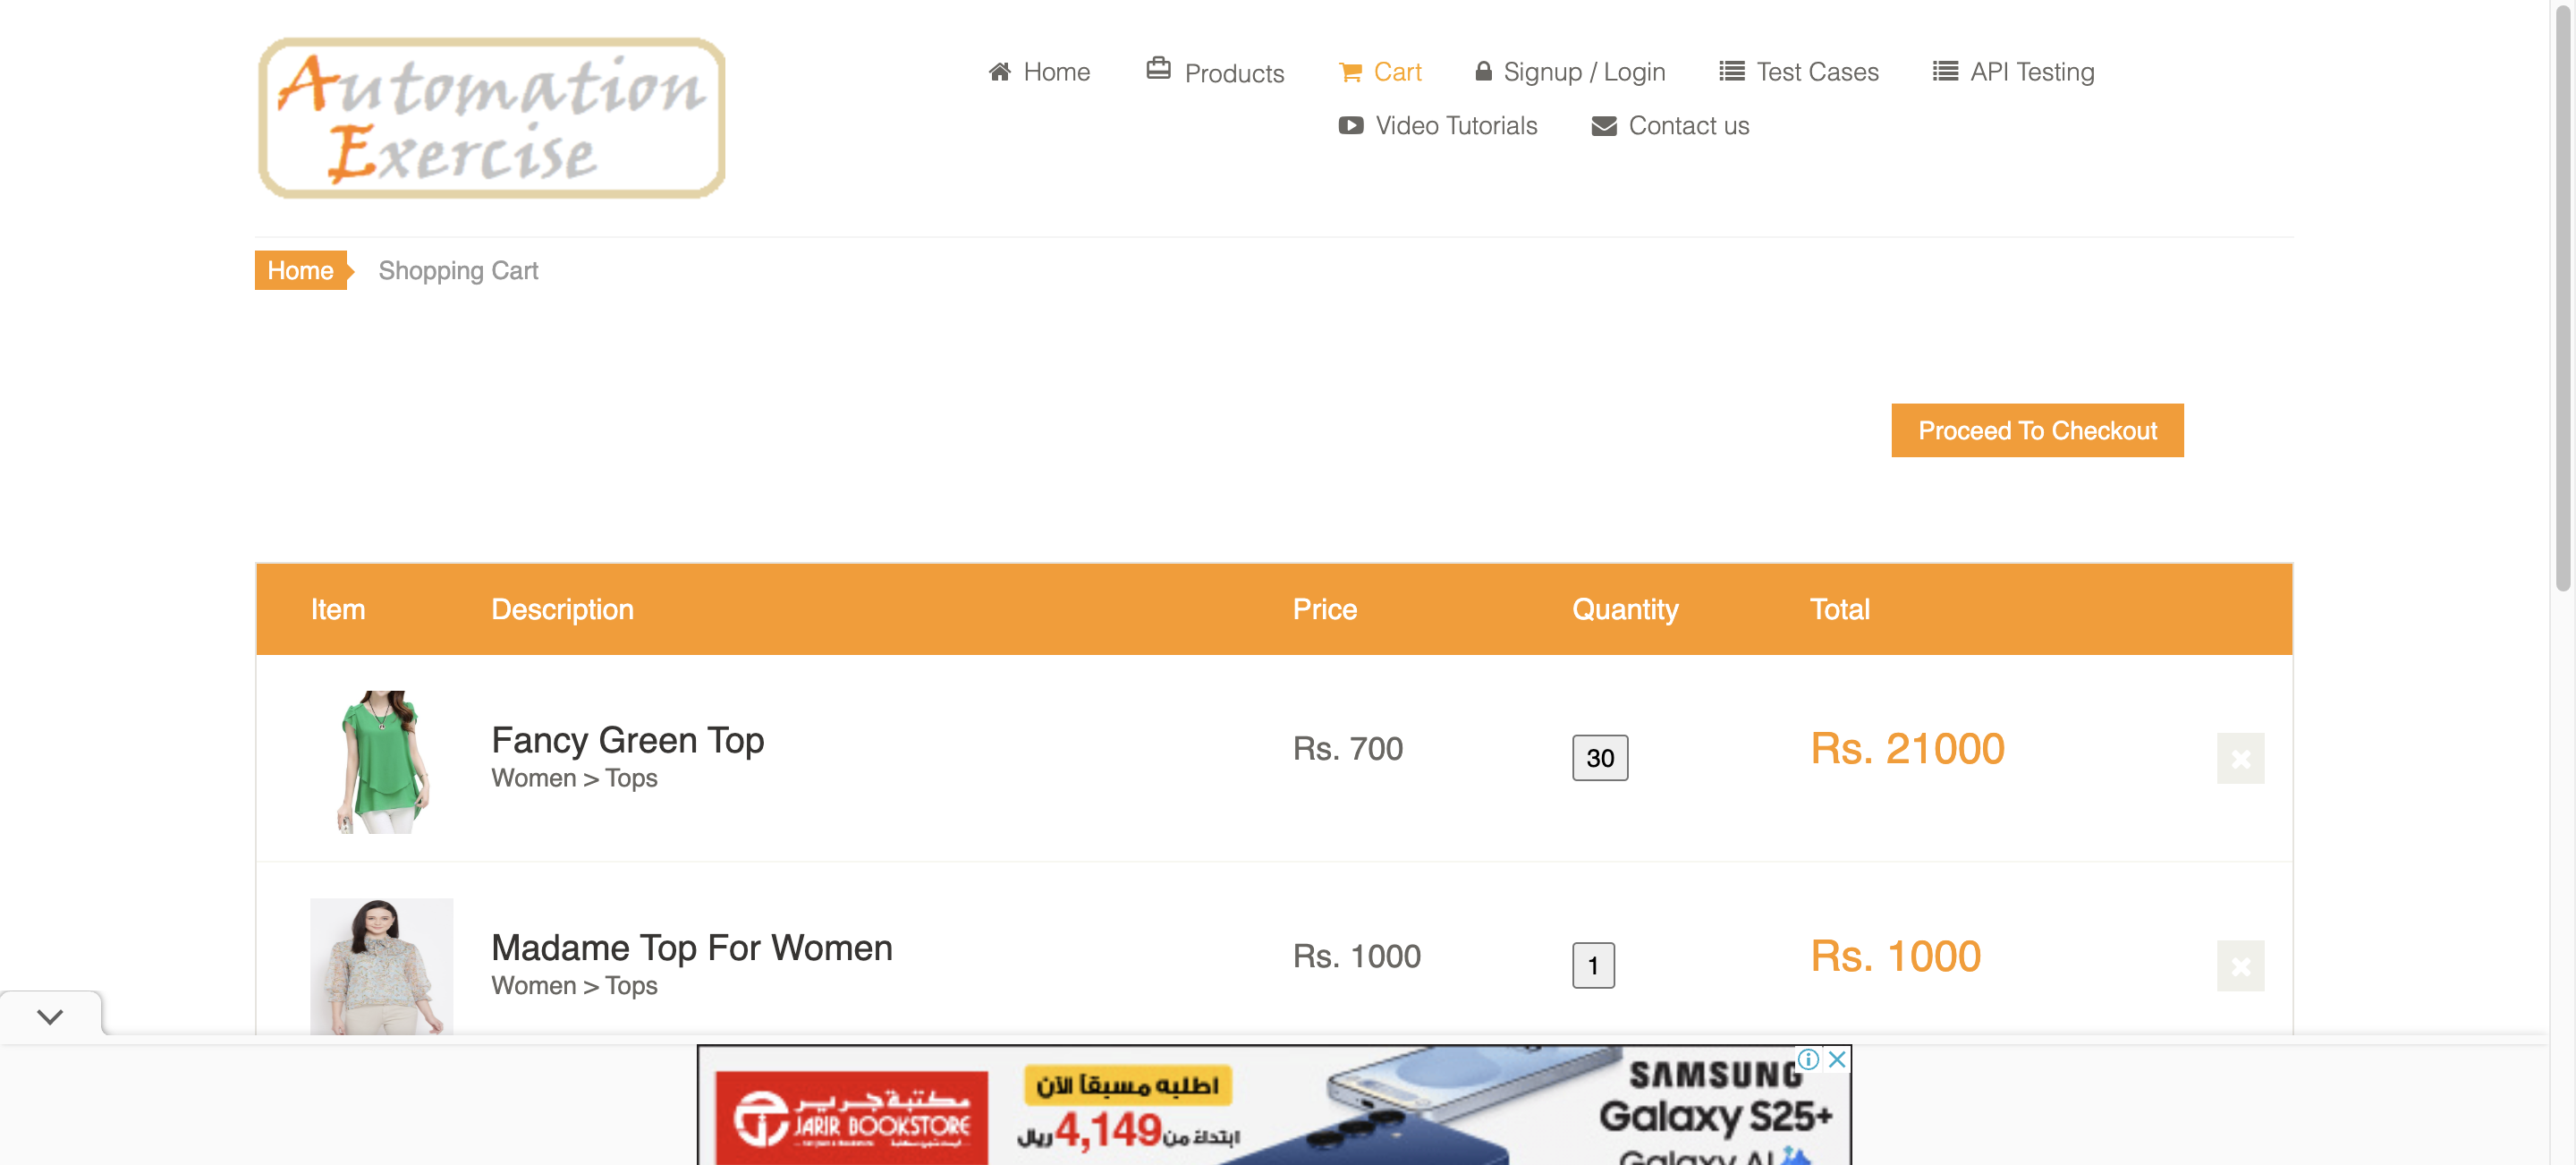 Automation
Exercise
Home
Products
Cart
Signup / Login
Test Cases
API Testing
Video Tutorials
Contact us
Home
Shopping Cart
Proceed To Checkout
Item Description Price Quantity Total
Fancy Green Top
Women > Tops
Rs. 700
30
Rs. 21000
Madame Top For Women
Women > Tops
Rs. 1000
1
Rs. 1000
مكتبة جرير
JARIR BOOKSTORE
اطلبه مسبقاً الآن
ابتداءً من 4,149 ريال
SAMSUNG
Galaxy S25+
Galaxy AI